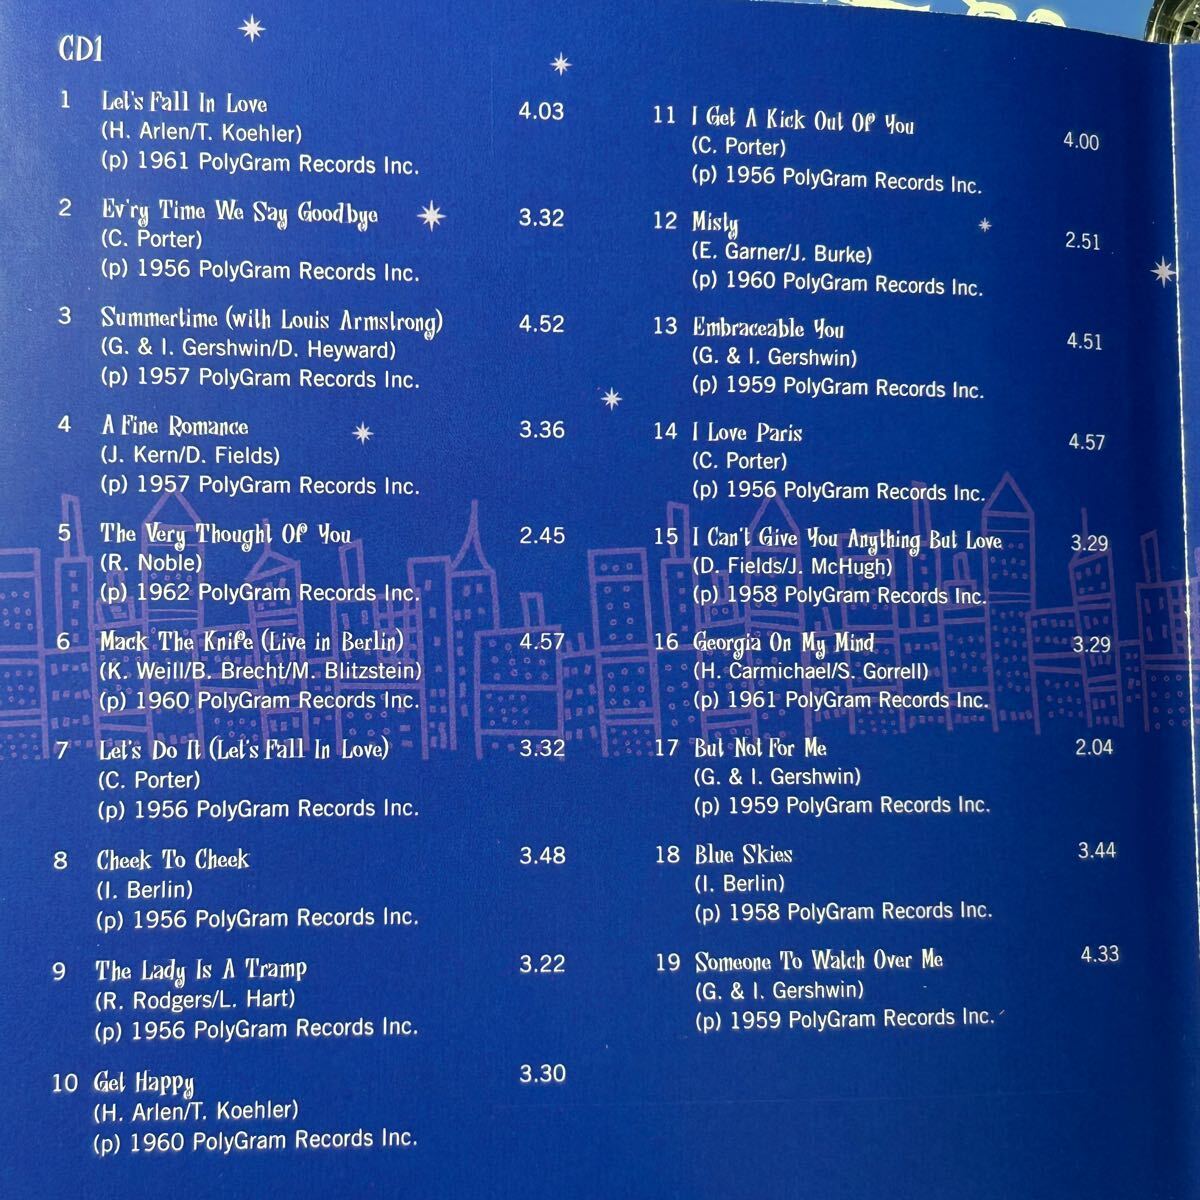 CD1
1 Let's Fall In Love 4.03
(H. Arlen/T. Koehler)
(p) 1961 PolyGram Records Inc.
2 Ev'ry Time We Say Goodbye 3.32
(C. Porter)
(p) 1956 PolyGram Records Inc.
3 Summertime (with Louis Armstrong) 4.52
(G. & I. Gershwin/D. Heyward)
(p) 1957 PolyGram Records Inc.
4 A Fine Romance 3.36
(J. Kern/D. Fields)
(p) 1957 PolyGram Records Inc.
5 The Very Thought Of You 2.45
(R. Noble)
(p) 1962 PolyGram Records Inc.
6 Mack The Knife (Live in Berlin) 4.57
(K. Weill/B. Brecht/M. Blitzstein)
(p) 1960 PolyGram Records Inc.
7 Let's Do It (Let's Fall In Love) 3.32
(C. Porter)
(p) 1956 PolyGram Records Inc.
8 Cheek To Cheek 3.48
(I. Berlin)
(p) 1956 PolyGram Records Inc.
9 The Lady Is A Tramp 3.22
(R. Rodgers/L. Hart)
(p) 1956 PolyGram Records Inc.
10 Get Happy 3.30
(H. Arlen/T. Koehler)
(p) 1960 PolyGram Records Inc.
11 I Get A Kick Out Of You 4.00
(C. Porter)
(p) 1956 PolyGram Records Inc.
12 Misty 2.51
(E. Garner/J. Burke)
(p) 1960 PolyGram Records Inc.
13 Embraceable You 4.51
(G. & I. Gershwin)
(p) 1959 PolyGram Records Inc.
14 I Love Paris 4.57
(C. Porter)
(p) 1956 PolyGram Records Inc.
15 I Can't Give You Anything But Love 3.29
(D. Fields/J. McHugh)
(p) 1958 PolyGram Records Inc.
16 Georgia On My Mind 3.29
(H. Carmichael/S. Gorrell)
(p) 1961 PolyGram Records Inc.
17 But Not For Me 2.04
(G. & I. Gershwin)
(p) 1959 PolyGram Records Inc.
18 Blue Skies 3.44
(I. Berlin)
(p) 1958 PolyGram Records Inc.
19 Someone To Watch Over Me 4.33
(G. & I. Gershwin)
(p) 1959 PolyGram Records Inc.